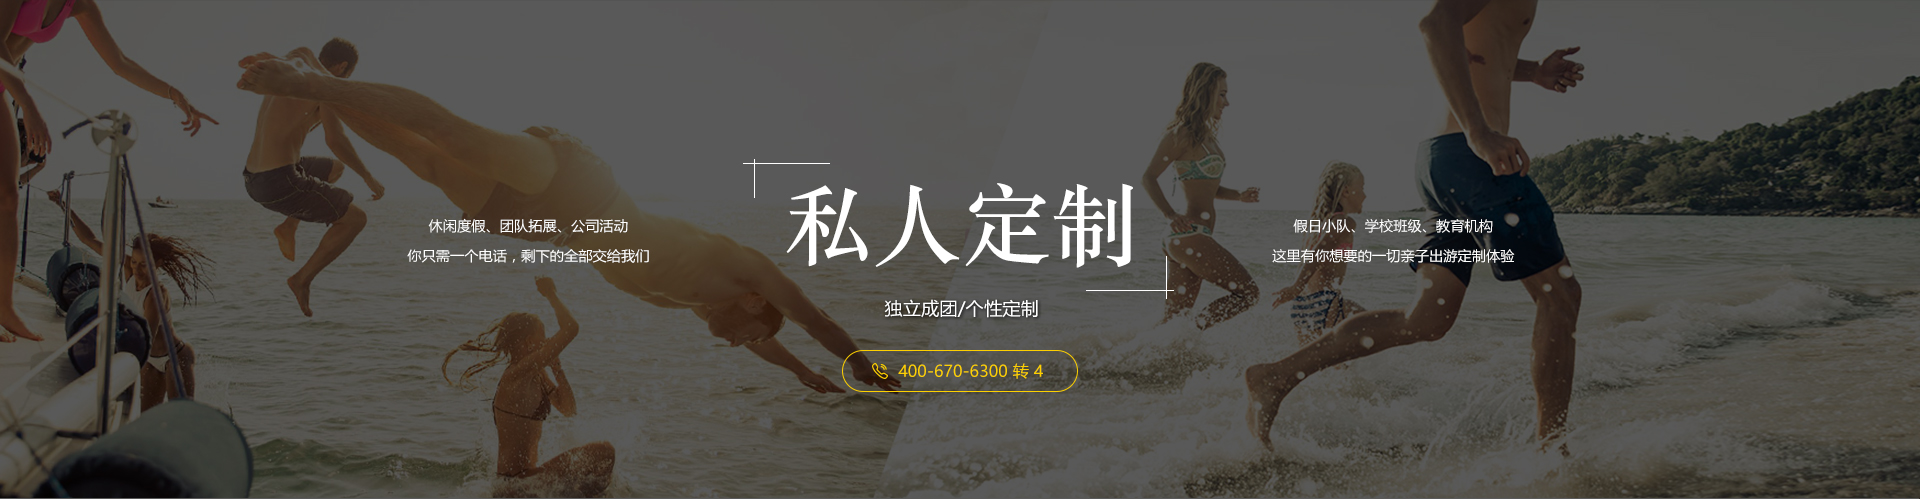 休闲度假、团队拓展、公司活动
你只需一个电话，剩下的全部交给我们
私人定制
独立成团/个性定制
400-670-6300 转 4
假日小队、学校班级、教育机构
这里有你想要的一切亲子出游定制体验